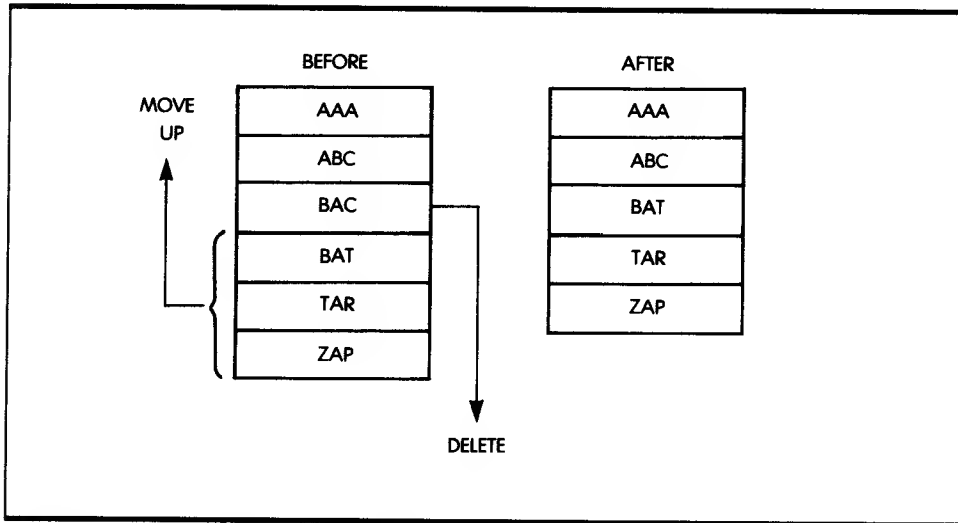 BEFORE
AFTER
MOVE
UP
AAA
ABC
BAC
BAT
TAR
ZAP
AAA
ABC
BAT
TAR
ZAP
DELETE